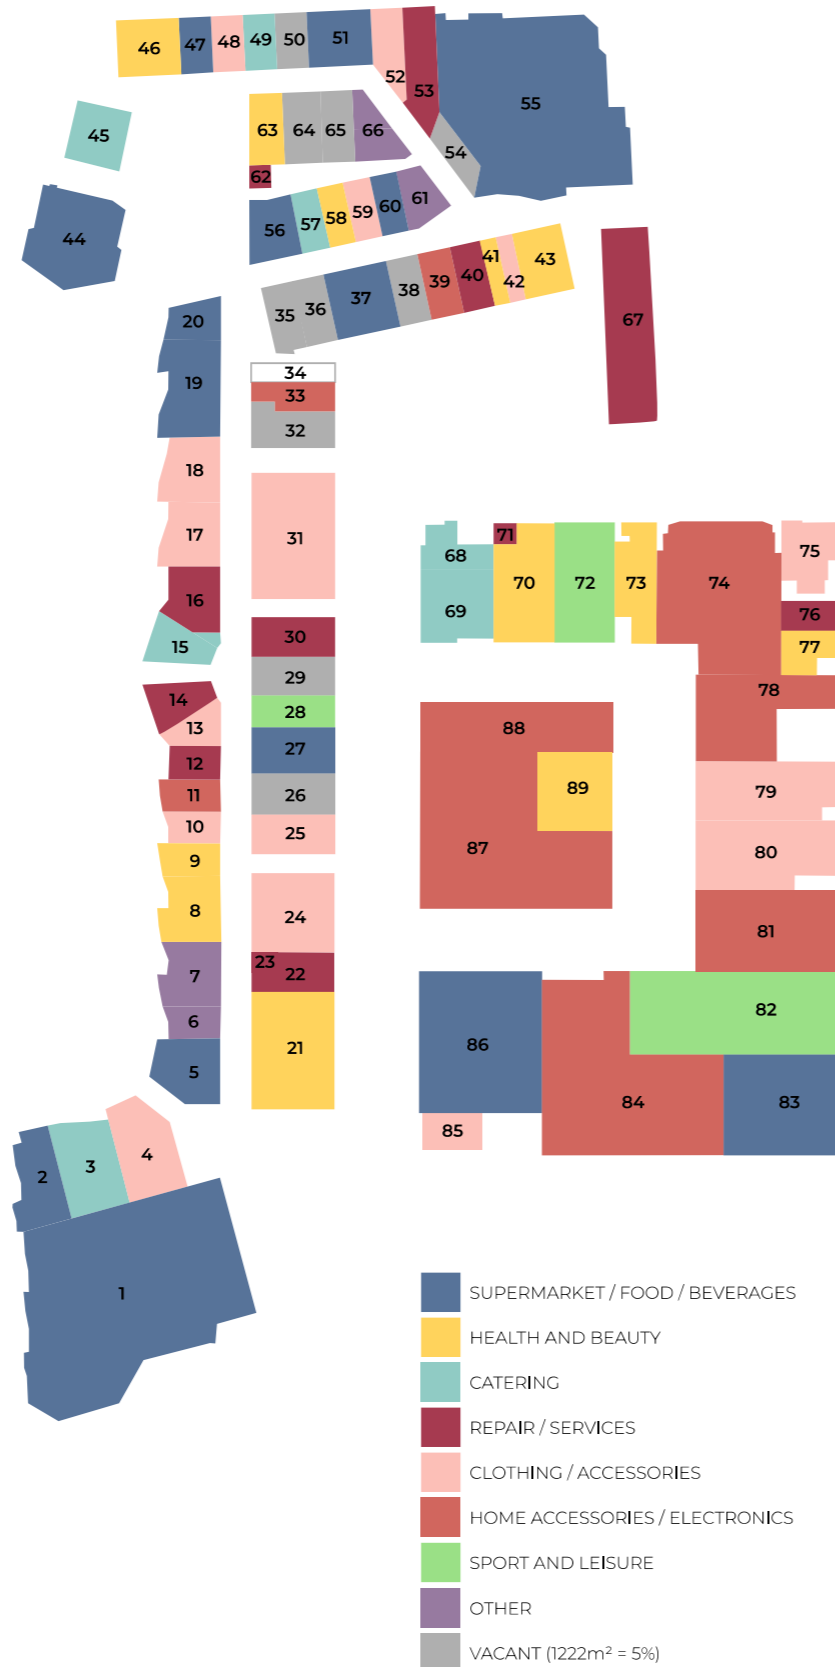 46 47 48 49 50 51
52 53 55
45 63 64 65 66 54
62
44 56 57 58 59 60 61
35 36 37 38 39 40 41 42 43
67
20
19
34
33
32
18
17
31
16
15
68 71 70 72 73 74 75
69
76
77
14
13
12
11
10
9
8
7
6
5
30
29
28
27
26
25
24
23 22
21
78
88
89
87
79
80
81
82
86
84
83
85
2 3 4
1
SUPERMARKET / FOOD / BEVERAGES
HEALTH AND BEAUTY
CATERING
REPAIR / SERVICES
CLOTHING / ACCESSORIES
HOME ACCESSORIES / ELECTRONICS
SPORT AND LEISURE
OTHER
VACANT (1222m² = 5%)